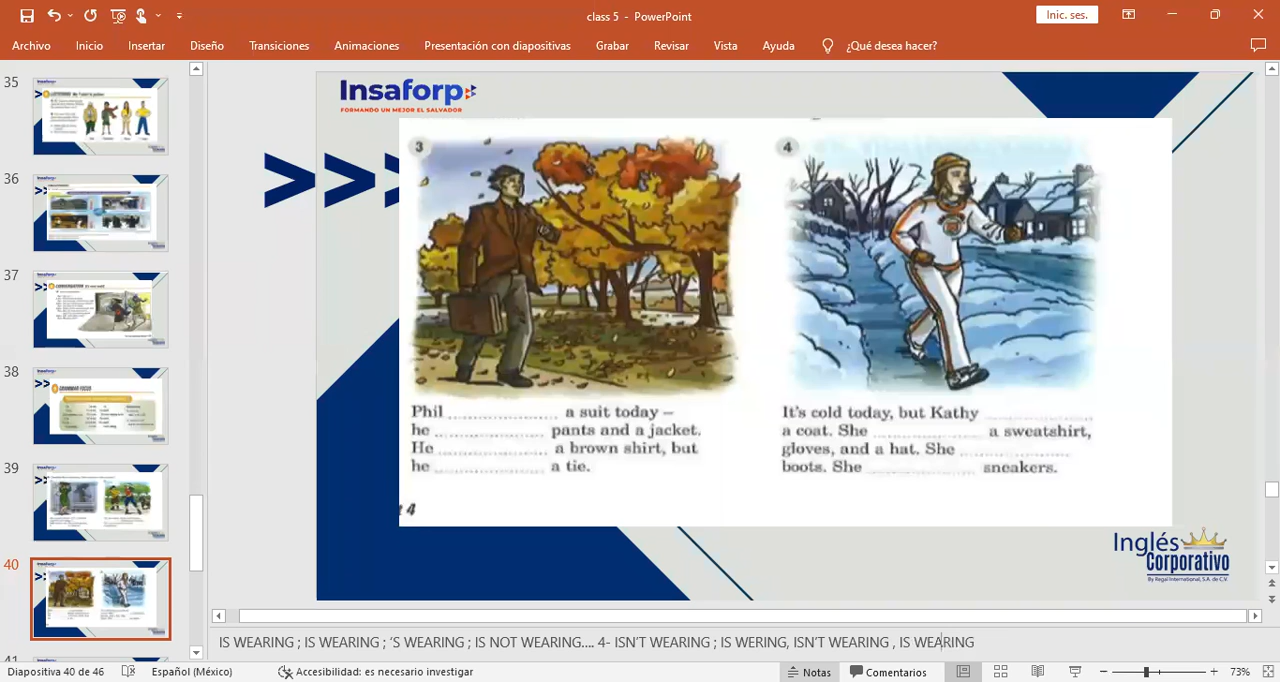 class 5 - PowerPoint
Inic. ses.
Archivo Inicio Insertar Diseño Transiciones Animaciones Presentación con diapositivas Grabar Revisar Vista Ayuda ¿Qué desea hacer?
35
36
37
38
39
40
41
Insaforp
FORMANDO UN MEJOR EL SALVADOR
3
Phil .................... a suit today –
he .................... pants and a jacket.
He .................... a brown shirt, but
he .................... a tie.
4
It's cold today, but Kathy ....................
a coat. She .................... a sweatshirt,
gloves, and a hat. She ....................
boots. She .................... sneakers.
4
Inglés
Corporativo
By Regal International, S.A. de C.V.
IS WEARING ; IS WEARING ; ‘S WEARING ; IS NOT WEARING.... 4- ISN’T WEARING ; IS WERING, ISN’T WEARING , IS WEARING
Diapositiva 40 de 46 Español (México) Accesibilidad: es necesario investigar Notas Comentarios 73%